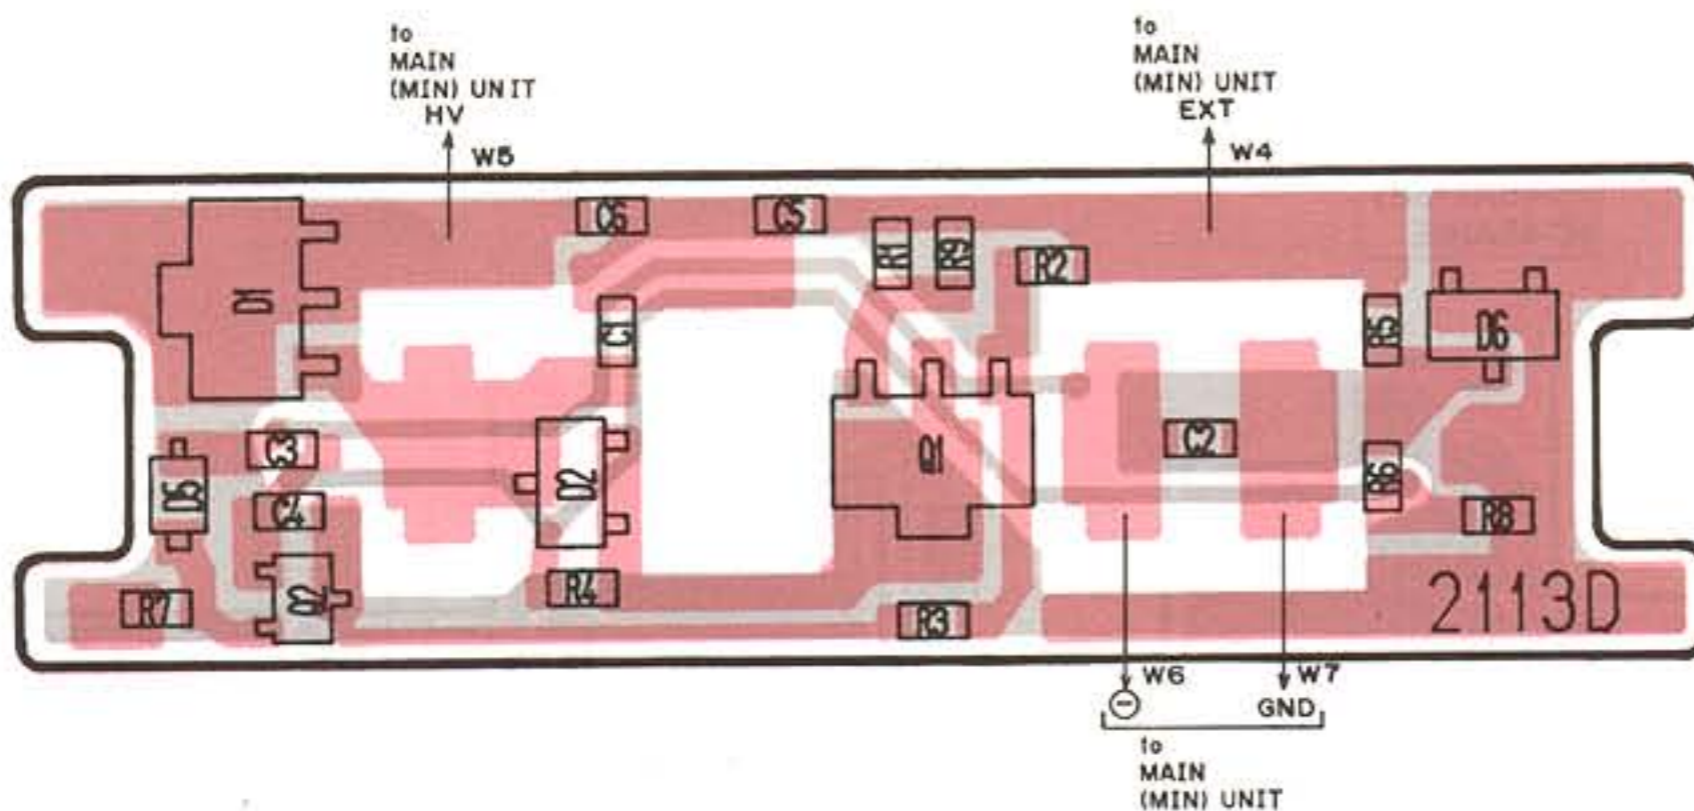 to
MAIN
(MIN) UNIT
HV
W5
to
MAIN
(MIN) UNIT
EXT
W4
C6
C5
R1
R9
R2
D1
C1
R5
D6
C3
D5
C4
D2
Q1
C2
R6
R8
R7
Q2
R4
R3
2113D
W6
W7
⊖
GND
to
MAIN
(MIN) UNIT